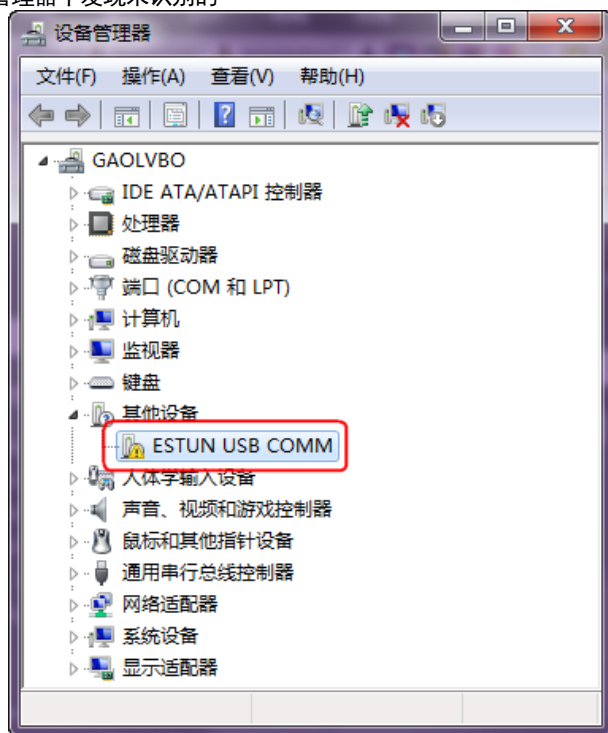 设备管理器
文件(F) 操作(A) 查看(V) 帮助(H)
GAOLVBO
IDE ATA/ATAPI 控制器
处理器
磁盘驱动器
端口 (COM 和 LPT)
计算机
监视器
键盘
其他设备
ESTUN USB COMM
人体学输入设备
声音、视频和游戏控制器
鼠标和其他指针设备
通用串行总线控制器
网络适配器
系统设备
显示适配器